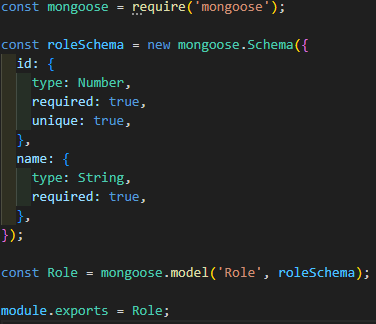 const mongoose = require('mongoose');
const roleSchema = new mongoose.Schema({
id: {
type: Number,
required: true,
unique: true,
},
name: {
type: String,
required: true,
},
});
const Role = mongoose.model('Role', roleSchema);
module.exports = Role;